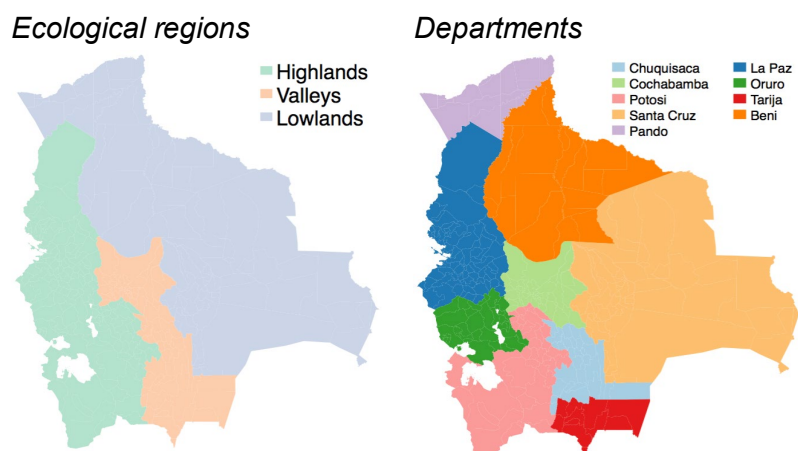 Ecological regions
Highlands
Valleys
Lowlands
Departments
Chuquisaca
Cochabamba
Potosi
Santa Cruz
Pando
La Paz
Oruro
Tarija
Beni